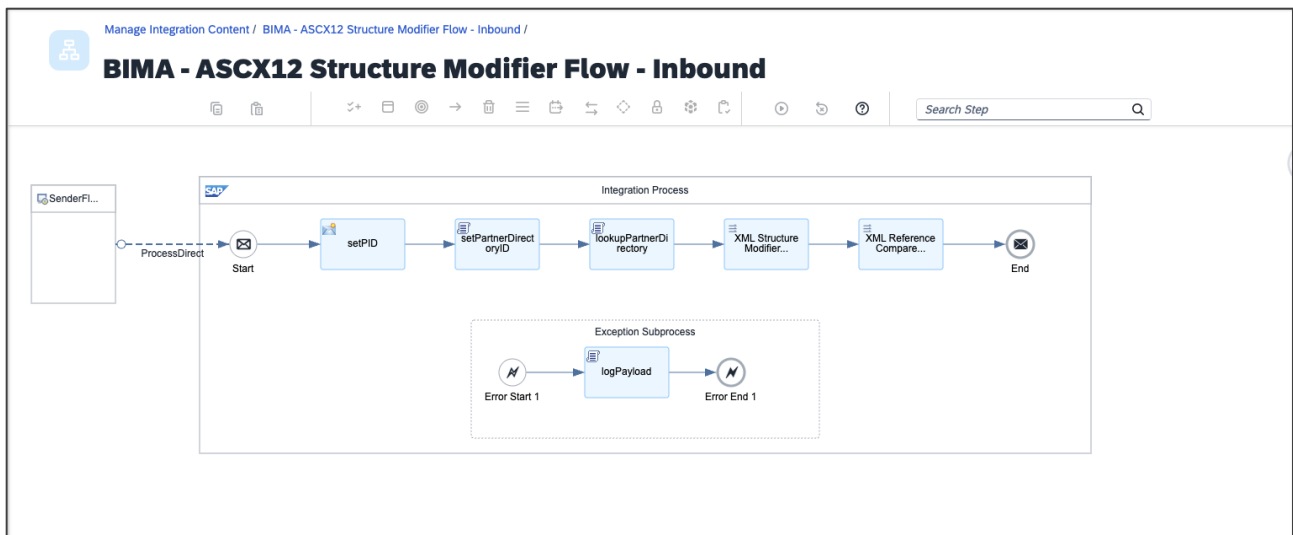 Manage Integration Content / BIMA - ASCX12 Structure Modifier Flow - Inbound /
BIMA - ASCX12 Structure Modifier Flow - Inbound
Search Step
SenderFl...
SAP
Integration Process
ProcessDirect
Start
setPID
setPartnerDirect
oryID
lookupPartnerDi
rectory
XML Structure
Modifier...
XML Reference
Compare...
End
Exception Subprocess
Error Start 1
logPayload
Error End 1